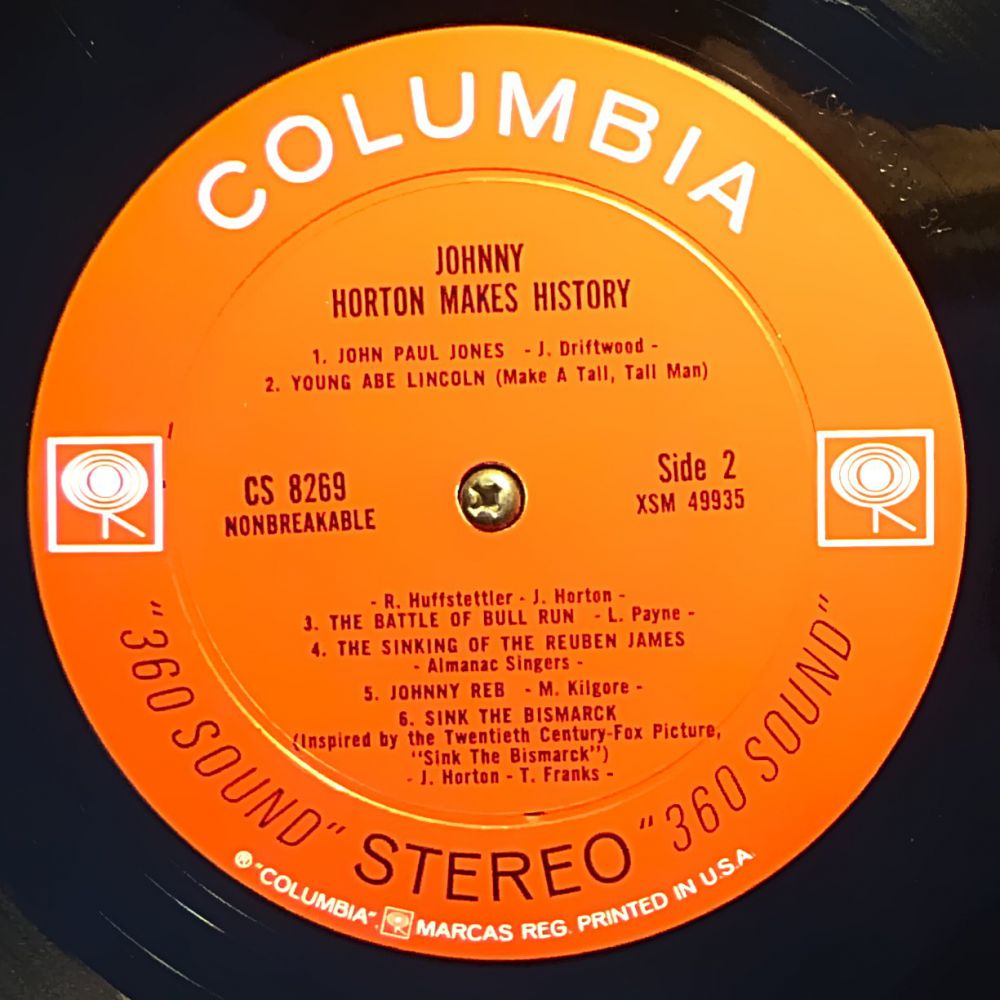 COLUMBIA
JOHNNY
HORTON MAKES HISTORY
1. JOHN PAUL JONES - J. Driftwood -
2. YOUNG ABE LINCOLN (Make A Tall, Tall Man)
CS 8269
NONBREAKABLE
Side 2
XSM 49935
- R. Huffstettler - J. Horton -
3. THE BATTLE OF BULL RUN - L. Payne -
4. THE SINKING OF THE REUBEN JAMES
- Almanac Singers -
5. JOHNNY REB - M. Kilgore -
6. SINK THE BISMARCK
(Inspired by the Twentieth Century-Fox Picture,
"Sink The Bismarck")
- J. Horton - T. Franks -
"360 SOUND" STEREO "360 SOUND"
® "COLUMBIA", MARCAS REG. PRINTED IN U.S.A.